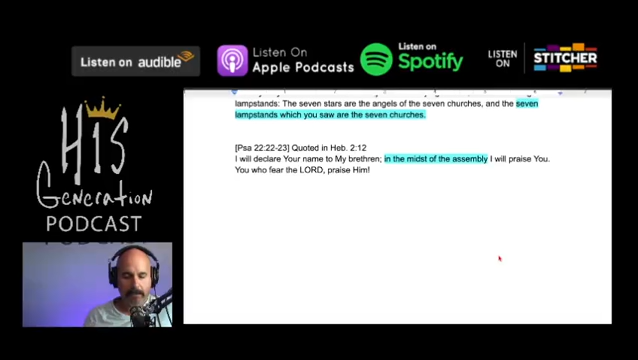 Listen on audible
Listen On
Apple Podcasts
Listen on
Spotify
LISTEN
ON
STITCHER
HIS
Generation
PODCAST
lampstands: The seven stars are the angels of the seven churches, and the seven
lampstands which you saw are the seven churches.
[Psa 22:22-23] Quoted in Heb. 2:12
I will declare Your name to My brethren; in the midst of the assembly I will praise You.
You who fear the LORD, praise Him!